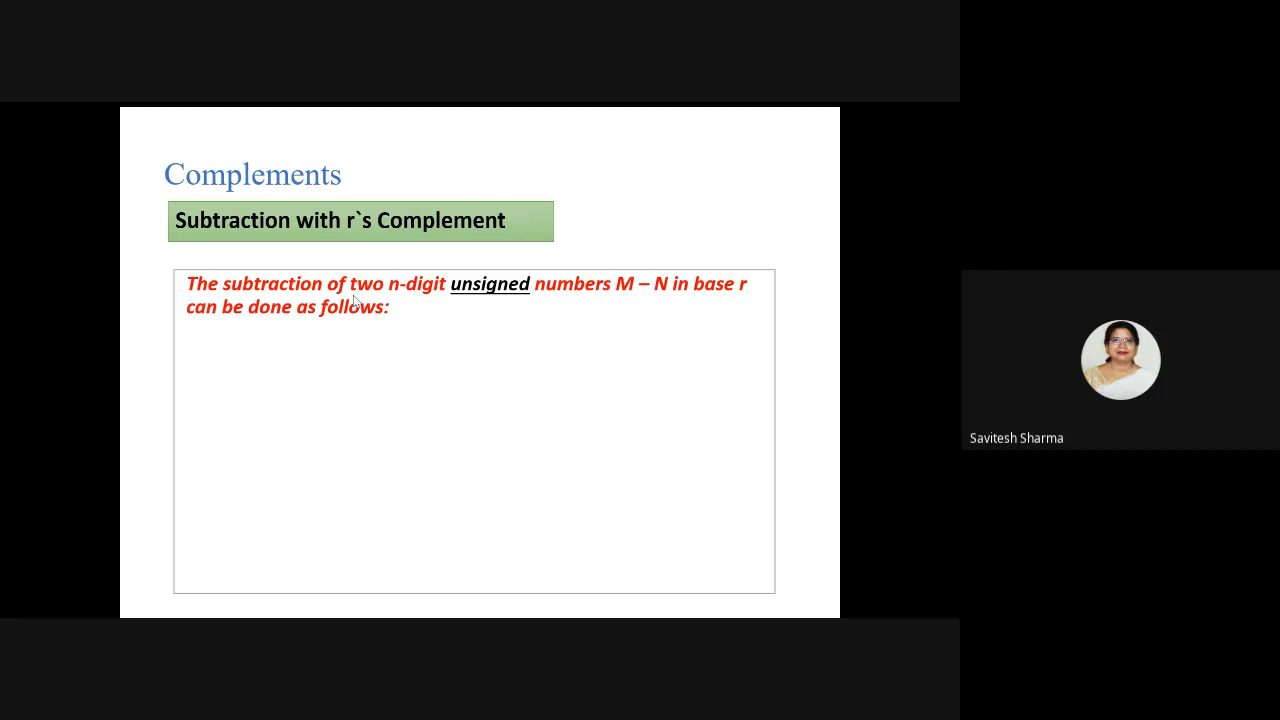 Complements
Subtraction with r`s Complement
The subtraction of two n-digit unsigned numbers M – N in base r
can be done as follows:
Savitesh Sharma